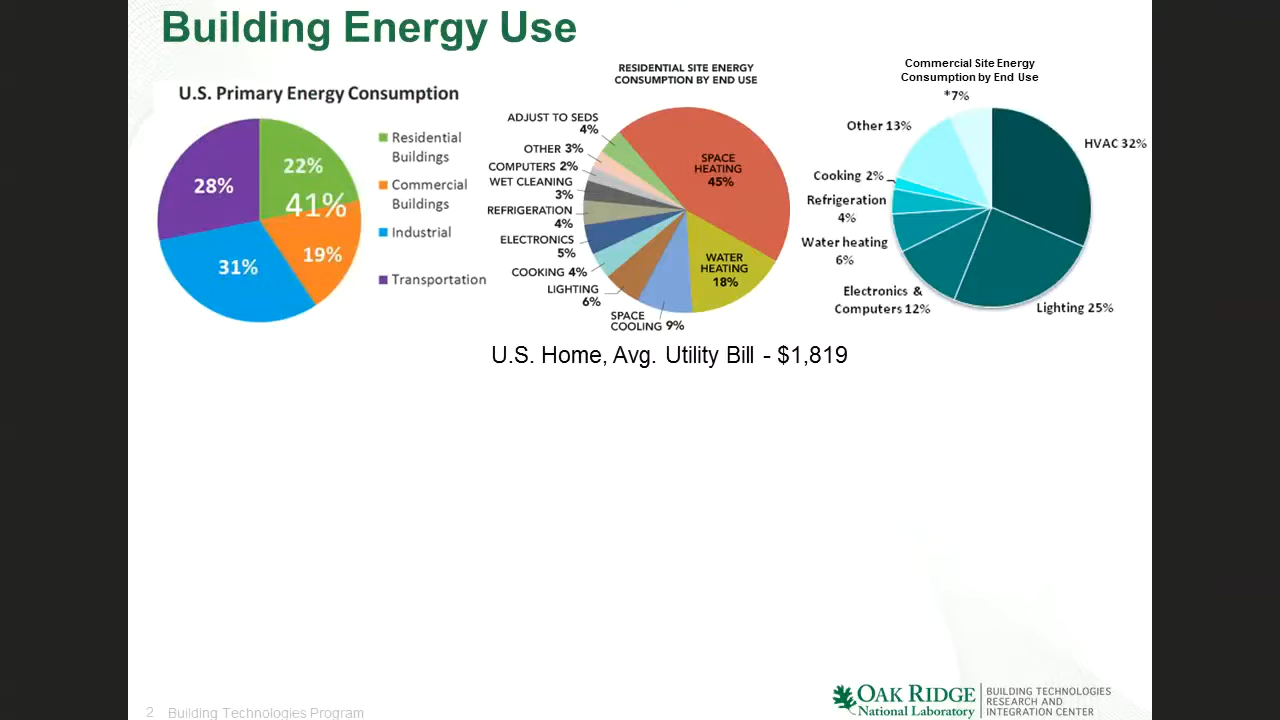 Building Energy Use
U.S. Primary Energy Consumption
22%
41%
19%
31%
28%
Residential
Buildings
Commercial
Buildings
Industrial
Transportation
RESIDENTIAL SITE ENERGY
CONSUMPTION BY END USE
ADJUST TO SEDS
4%
OTHER 3%
COMPUTERS 2%
WET CLEANING
3%
REFRIGERATION
4%
ELECTRONICS
5%
COOKING 4%
LIGHTING
6%
SPACE
COOLING 9%
SPACE
HEATING
45%
WATER
HEATING
18%
Commercial Site Energy
Consumption by End Use
*7%
Other 13%
Cooking 2%
Refrigeration
4%
Water heating
6%
Electronics &
Computers 12%
HVAC 32%
Lighting 25%
U.S. Home, Avg. Utility Bill - $1,819
2 Building Technologies Program
OAK RIDGE
National Laboratory
BUILDING TECHNOLOGIES
RESEARCH AND
INTEGRATION CENTER